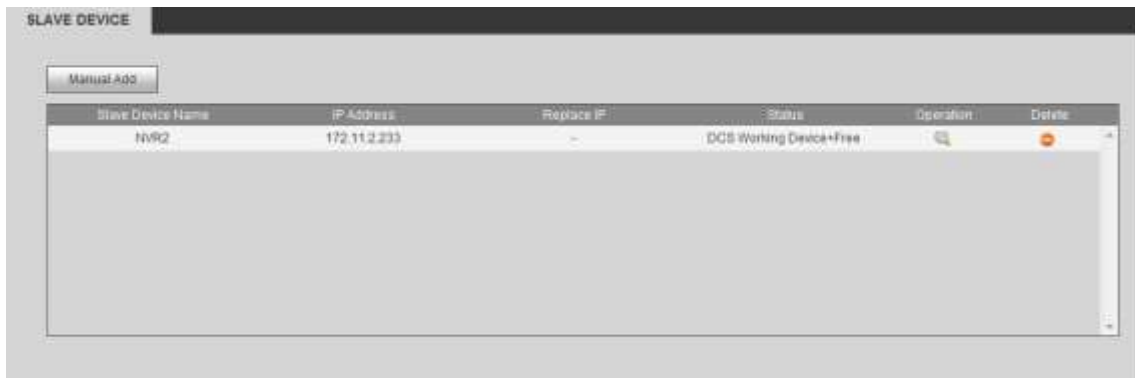 SLAVE DEVICE
Manual Add
Slave Device Name IP Address Replace IP Status Operation Delete
NVR2 172.11.2.233 - DCS Working Device+Free